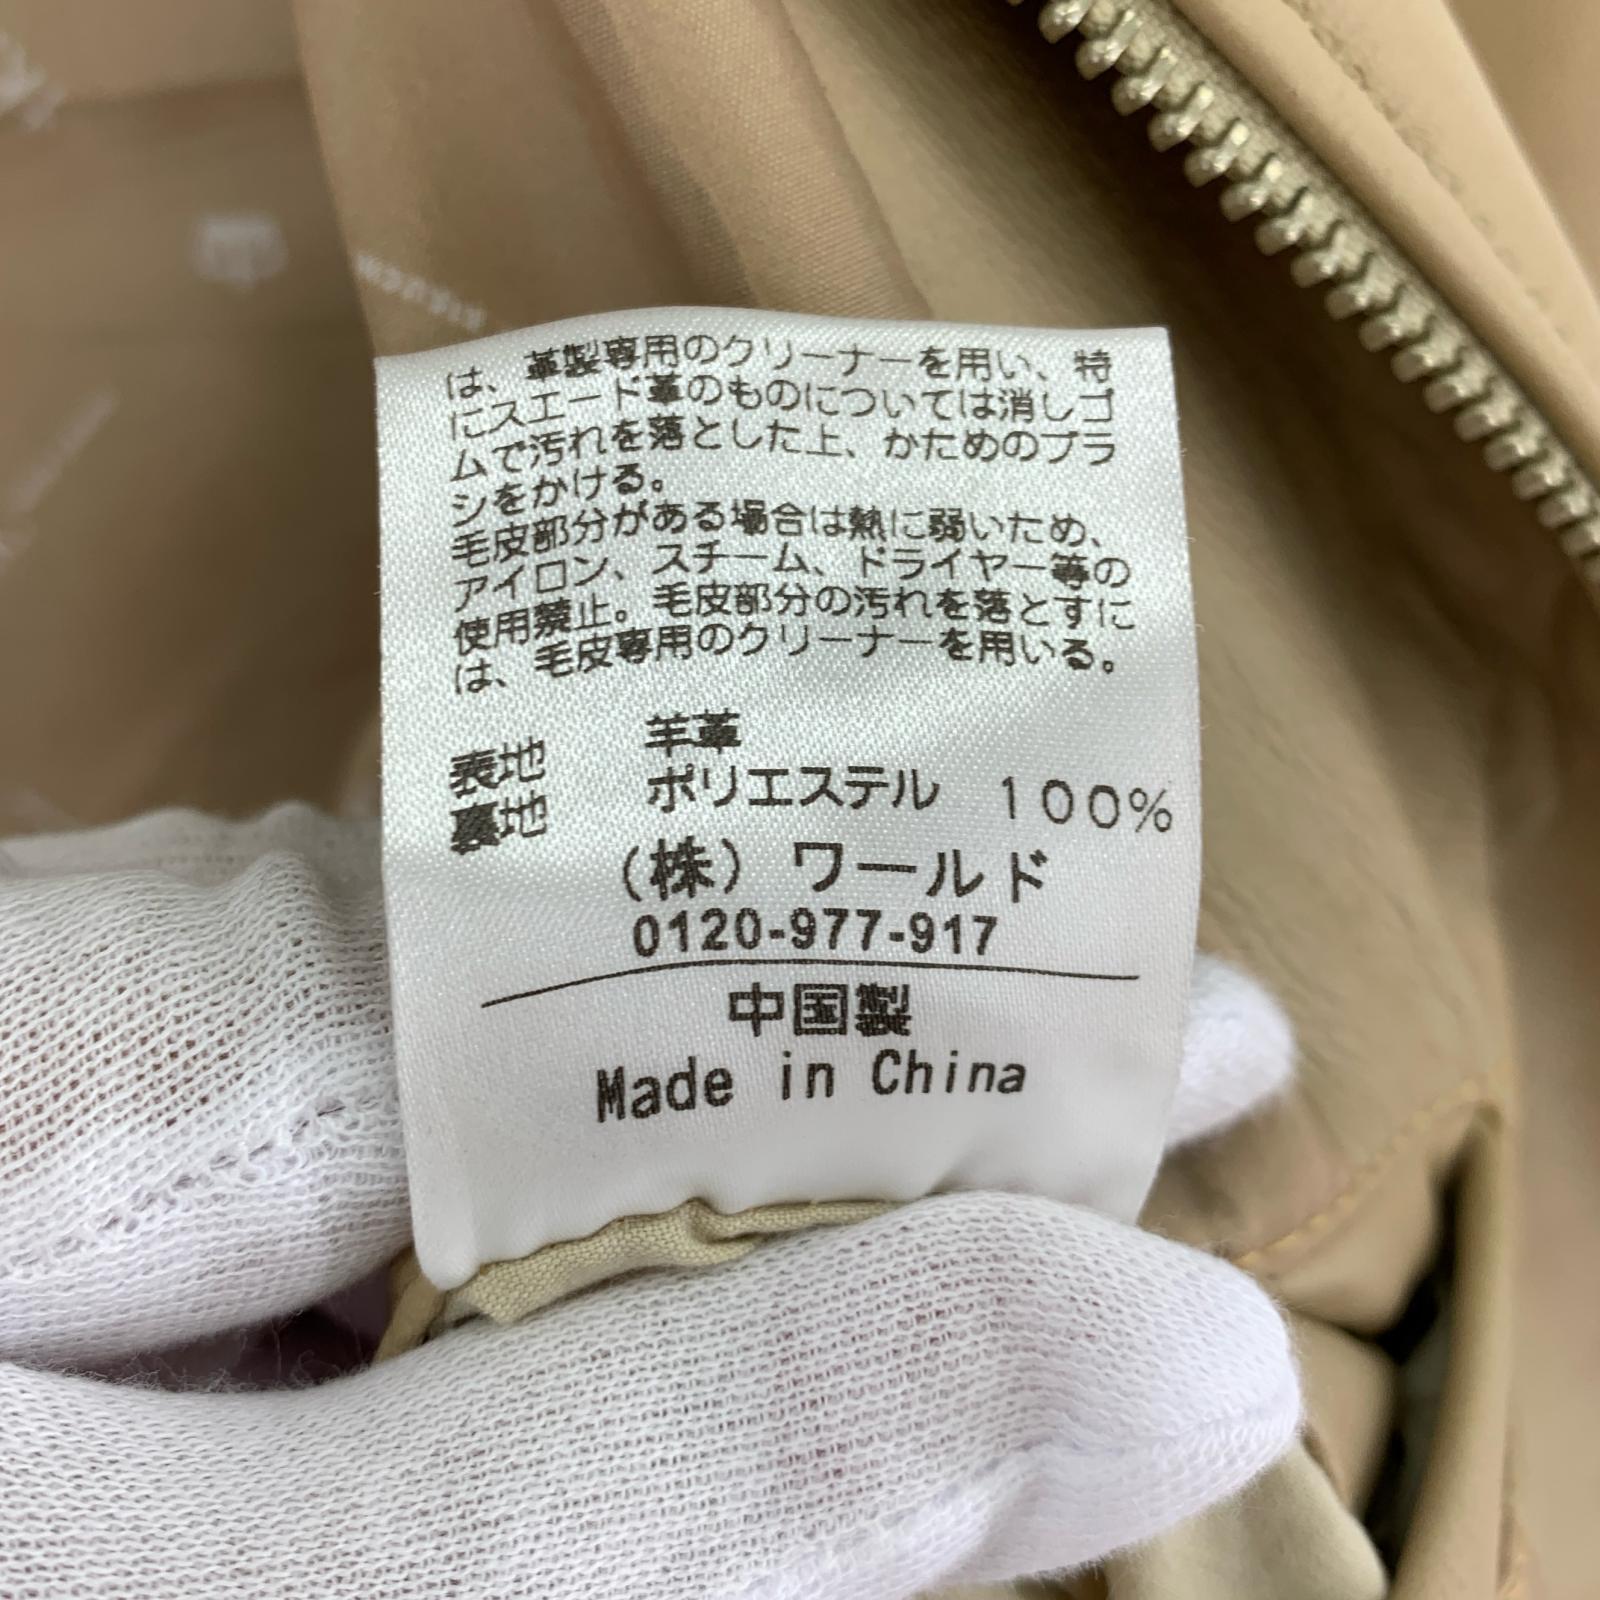 は、革製専用のクリーナーを用い、特
にスエード革のものについては消しゴ
ムで汚れを落とした上、かためのブラ
シをかける。
毛皮部分がある場合は熱に弱いため、
アイロン、スチーム、ドライヤー等の
使用禁止。毛皮部分の汚れを落とすに
は、毛皮専用のクリーナーを用いる。
表地 羊革
裏地 ポリエステル 100%
(株) ワールド
0120-977-917
中国製
Made in China